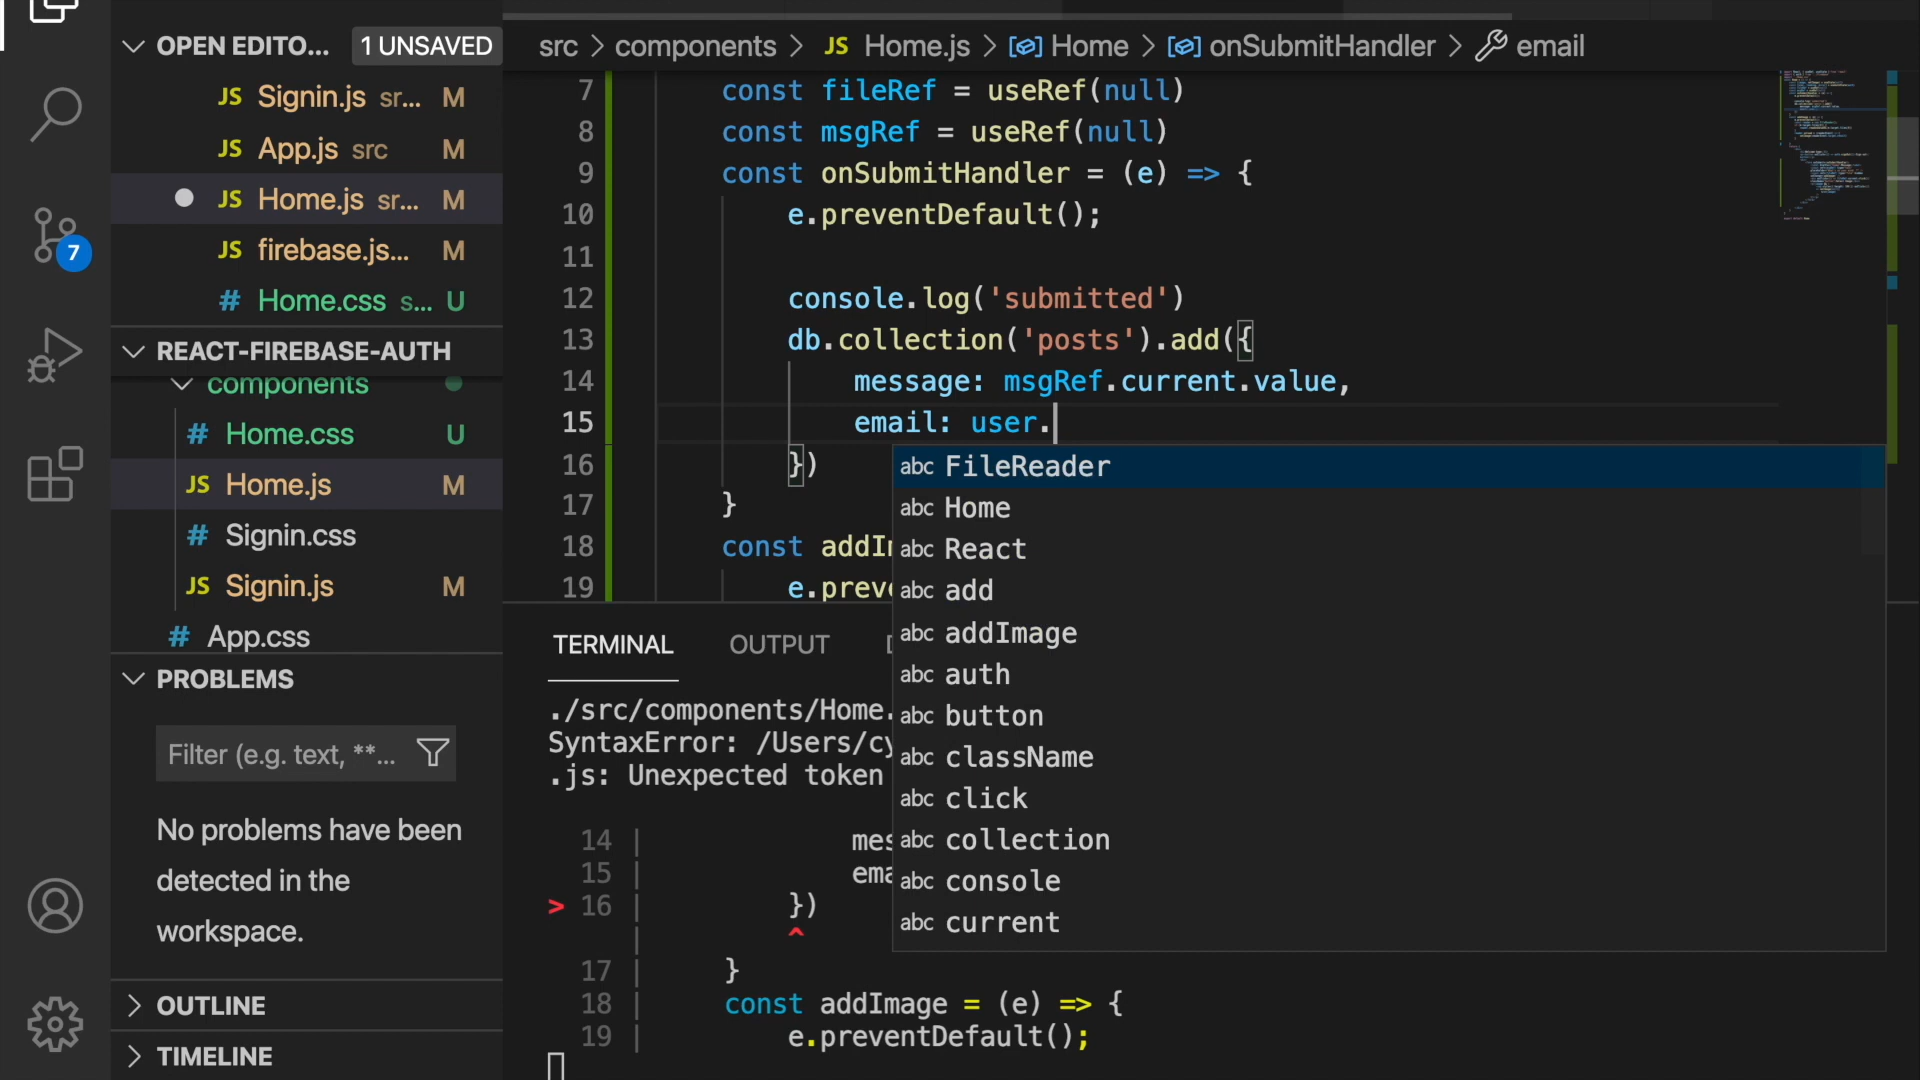 OPEN EDITO... 1 UNSAVED
JS Signin.js sr... M
JS App.js src M
JS Home.js sr... M
JS firebase.js... M
# Home.css s... U
REACT-FIREBASE-AUTH
components
# Home.css U
JS Home.js M
# Signin.css
JS Signin.js M
# App.css
PROBLEMS
Filter (e.g. text, **...
No problems have been
detected in the
workspace.
OUTLINE
TIMELINE
7
src > components > JS Home.js > Home > onSubmitHandler > email
7 const fileRef = useRef(null)
8 const msgRef = useRef(null)
9 const onSubmitHandler = (e) => {
10 e.preventDefault();
11
12 console.log('submitted')
13 db.collection('posts').add({
14 message: msgRef.current.value,
15 email: user.
16 })
17 }
18 const addIm
19 e.preve
abc FileReader
abc Home
abc React
abc add
abc addImage
abc auth
abc button
abc className
abc click
abc collection
abc console
abc current
TERMINAL OUTPUT
./src/components/Home.
SyntaxError: /Users/cy
.js: Unexpected token
14 | mes
15 | ema
> 16 | })
| ^
17 | }
18 | const addImage = (e) => {
19 | e.preventDefault();